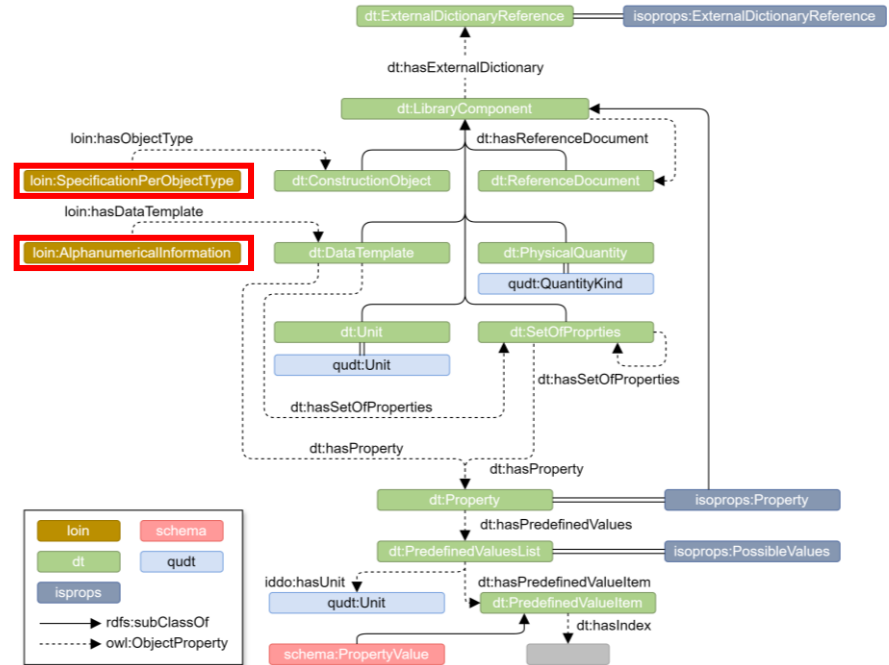 dt:ExternalDictionaryReference
isoprops:ExternalDictionaryReference
dt:hasExternalDictionary
dt:LibraryComponent
loin:hasObjectType
dt:hasReferenceDocument
loin:SpecificationPerObjectType
dt:ConstructionObject
dt:ReferenceDocument
loin:hasDataTemplate
loin:AlphanumericalInformation
dt:DataTemplate
dt:PhysicalQuantity
qudt:QuantityKind
dt:Unit
dt:SetOfProprties
qudt:Unit
dt:hasSetOfProperties
dt:hasSetOfProperties
dt:hasProperty
dt:hasProperty
dt:Property
isoprops:Property
dt:hasPredefinedValues
dt:PredefinedValuesList
isoprops:PossibleValues
iddo:hasUnit
dt:hasPredefinedValueItem
qudt:Unit
dt:PredefinedValueItem
dt:hasIndex
schema:PropertyValue
loin
schema
dt
qudt
isprops
rdfs:subClassOf
owl:ObjectProperty